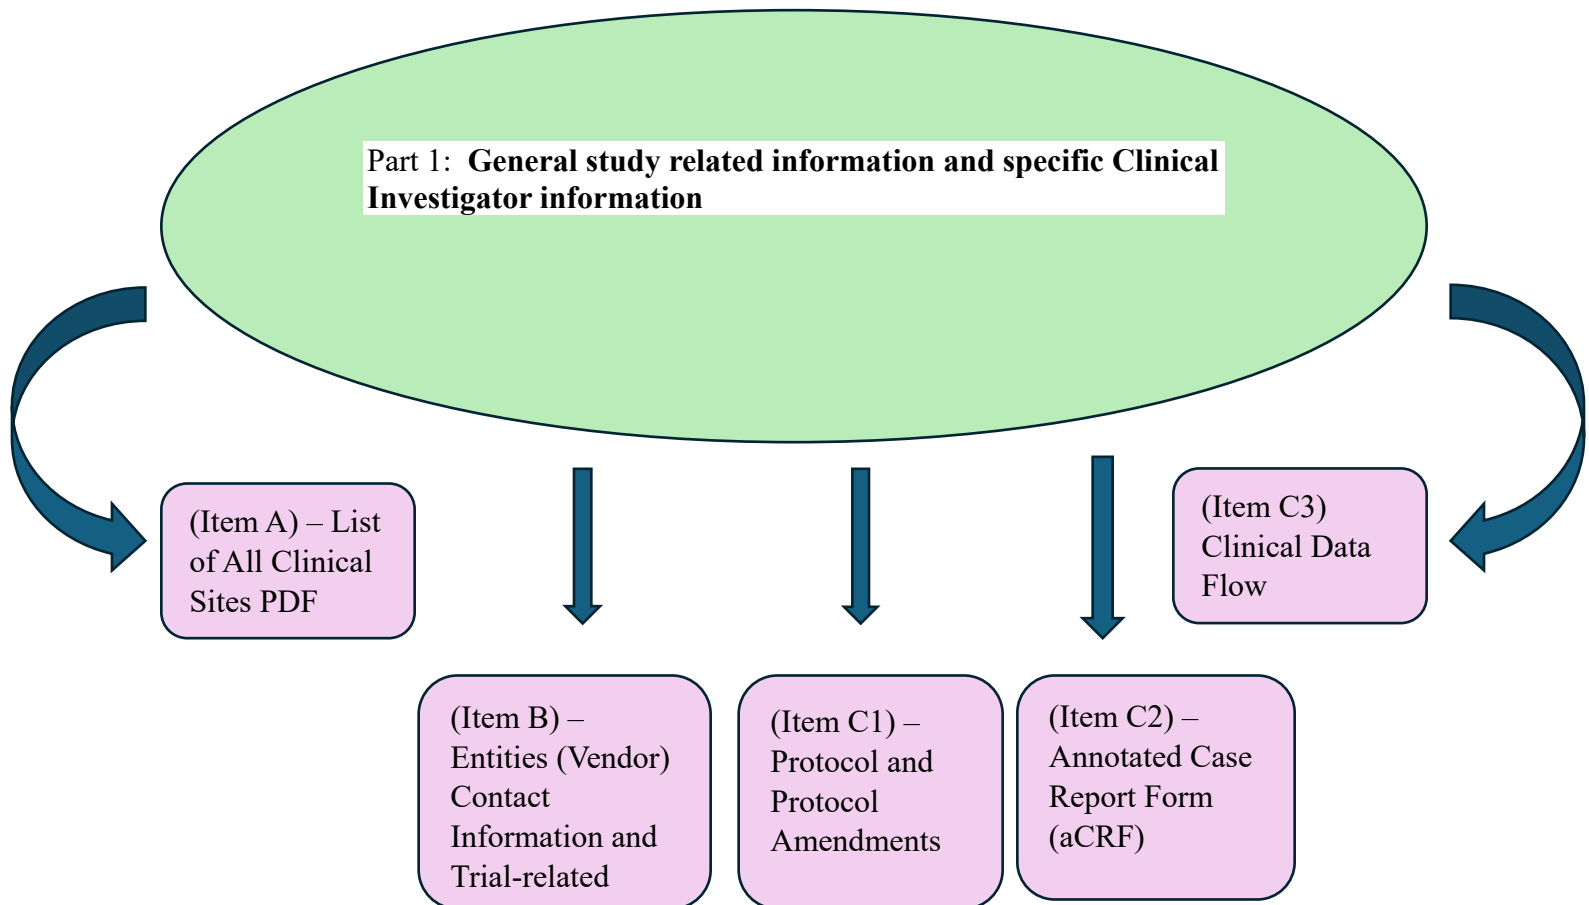 Part 1:  General study related information and specific Clinical
Investigator information
(Item A) – List
of All Clinical
Sites PDF
(Item B) –
Entities (Vendor)
Contact
Information and
Trial-related
(Item C1) –
Protocol and
Protocol
Amendments
(Item C2) –
Annotated Case
Report Form
(aCRF)
(Item C3)
Clinical Data
Flow